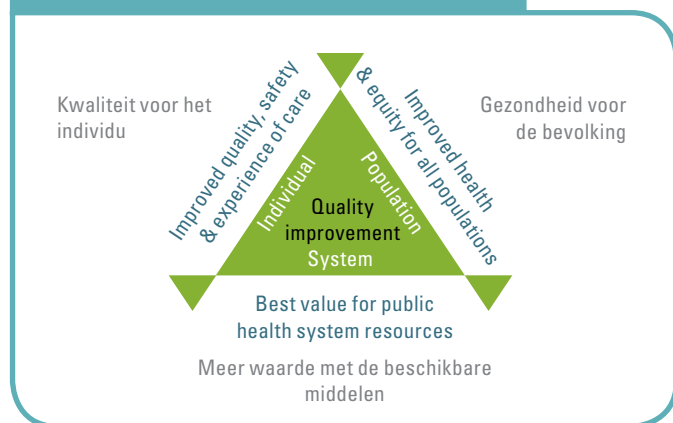 Kwaliteit voor het
individu
Improved quality, safety
& experience of care
Improved health
& equity for all populations
Gezondheid voor
de bevolking
Individual
Population
Quality
improvement
System
Best value for public
health system resources
Meer waarde met de beschikbare
middelen